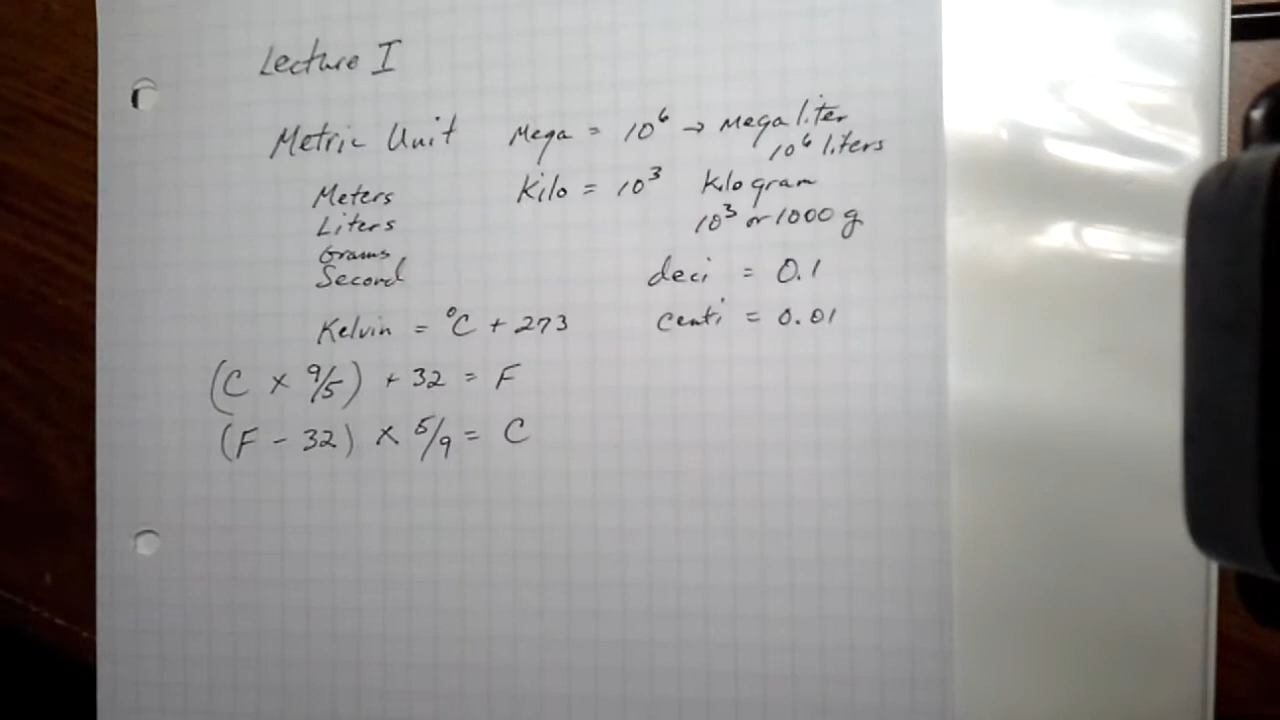 Lecture I
Metric Unit Mega = 10⁶ → Megaliter
10⁶ liters
Meters Kilo = 10³ Kilogram
Liters 10³ or 1000 g
Grams
Second deci = 0.1
Kelvin = °C + 273 centi = 0.01
(C × 9/5) + 32 = F
(F - 32) × 5/9 = C